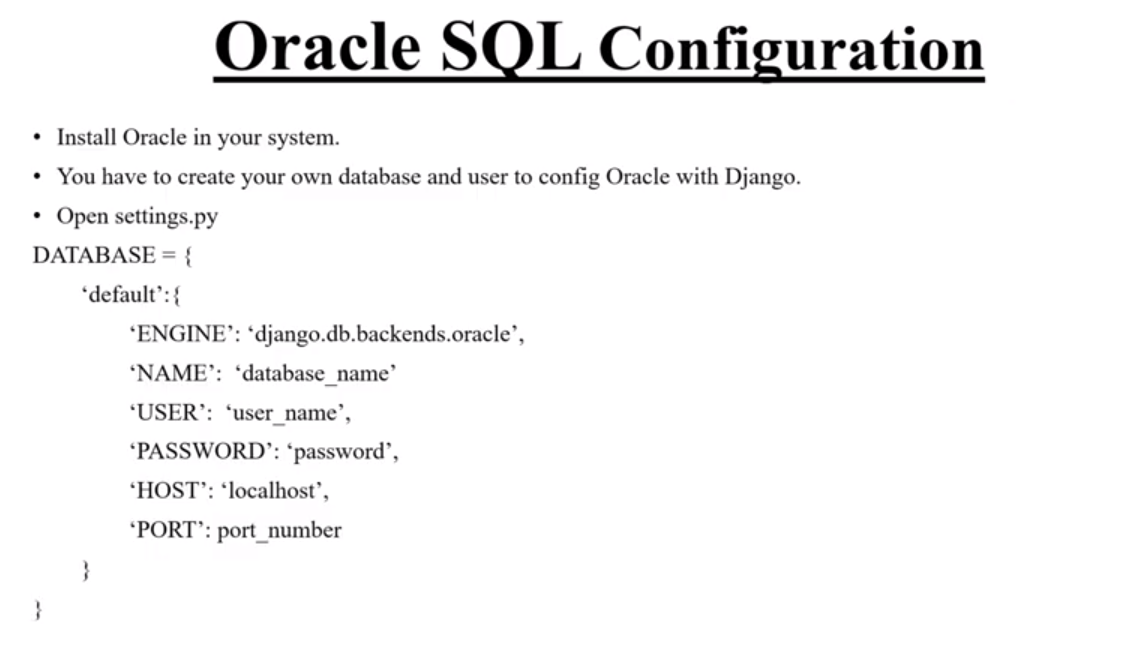 Oracle SQL Configuration
• Install Oracle in your system.
• You have to create your own database and user to config Oracle with Django.
• Open settings.py
DATABASE = {
‘default’:{
‘ENGINE’: ‘django.db.backends.oracle’,
‘NAME’:  ‘database_name’
‘USER’:  ‘user_name’,
‘PASSWORD’: ‘password’,
‘HOST’: ‘localhost’,
‘PORT’: port_number
}
}